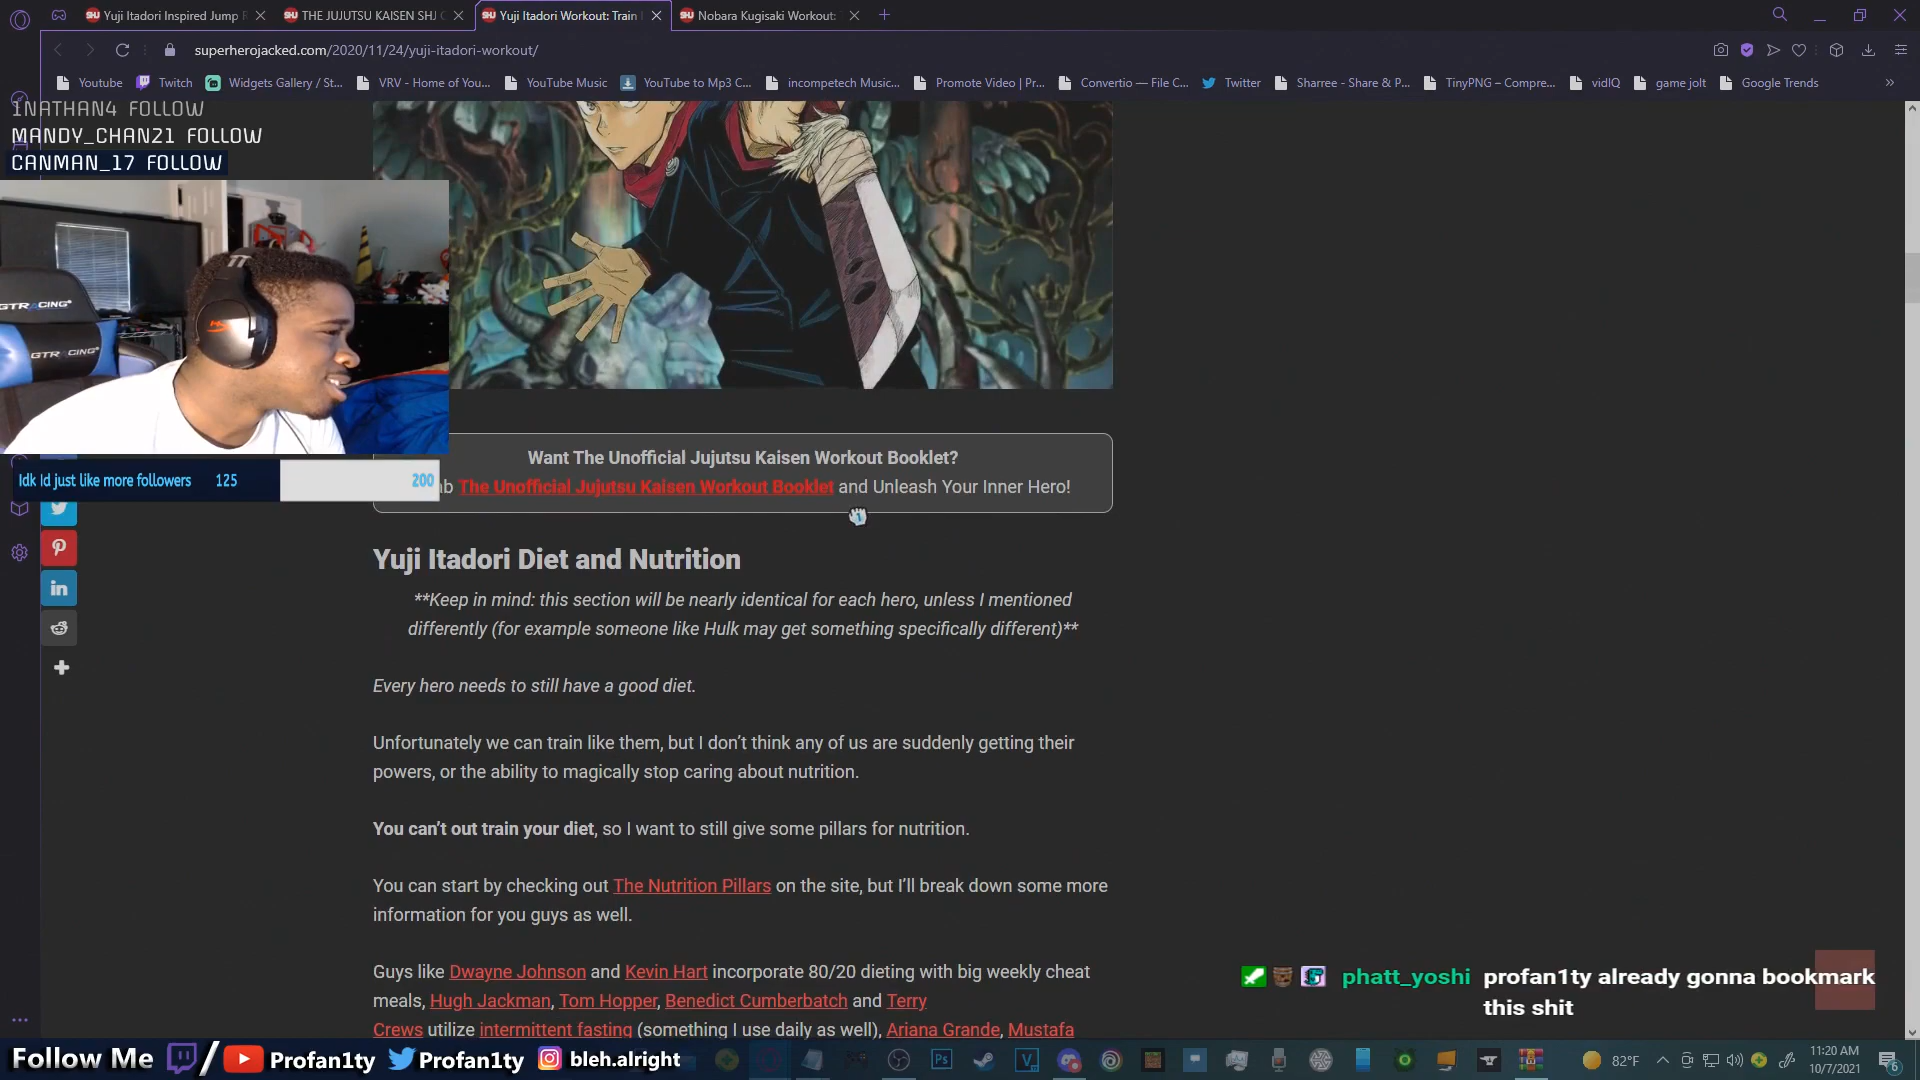 Yuji Itadori Inspired Jump R
THE JUJUTSU KAISEN SHJ C
Yuji Itadori Workout: Train
Nobara Kugisaki Workout:
superherojacked.com/2020/11/24/yuji-itadori-workout/
Youtube
Twitch
Widgets Gallery / St...
VRV - Home of You...
YouTube Music
YouTube to Mp3 C...
incompetech Music...
Promote Video | Pr...
Convertio — File C...
Twitter
Sharree - Share & P...
TinyPNG – Compre...
vidIQ
game jolt
Google Trends
1NATHAN4 FOLLOW
MANDY_CHAN21 FOLLOW
CANMAN_17 FOLLOW
GTRACING
GTRACING
Idk id just like more followers 125 200
Want The Unofficial Jujutsu Kaisen Workout Booklet?
The Unofficial Jujutsu Kaisen Workout Booklet and Unleash Your Inner Hero!
Yuji Itadori Diet and Nutrition
**Keep in mind: this section will be nearly identical for each hero, unless I mentioned
differently (for example someone like Hulk may get something specifically different)**
Every hero needs to still have a good diet.
Unfortunately we can train like them, but I don't think any of us are suddenly getting their
powers, or the ability to magically stop caring about nutrition.
You can't out train your diet, so I want to still give some pillars for nutrition.
You can start by checking out The Nutrition Pillars on the site, but I'll break down some more
information for you guys as well.
Guys like Dwayne Johnson and Kevin Hart incorporate 80/20 dieting with big weekly cheat
meals, Hugh Jackman, Tom Hopper, Benedict Cumberbatch and Terry
Crews utilize intermittent fasting (something I use daily as well), Ariana Grande, Mustafa
phatt_yoshi profan1ty already gonna bookmark
this shit
Follow Me / Profan1ty Profan1ty bleh.alright
82°F
11:20 AM
10/7/2021
6